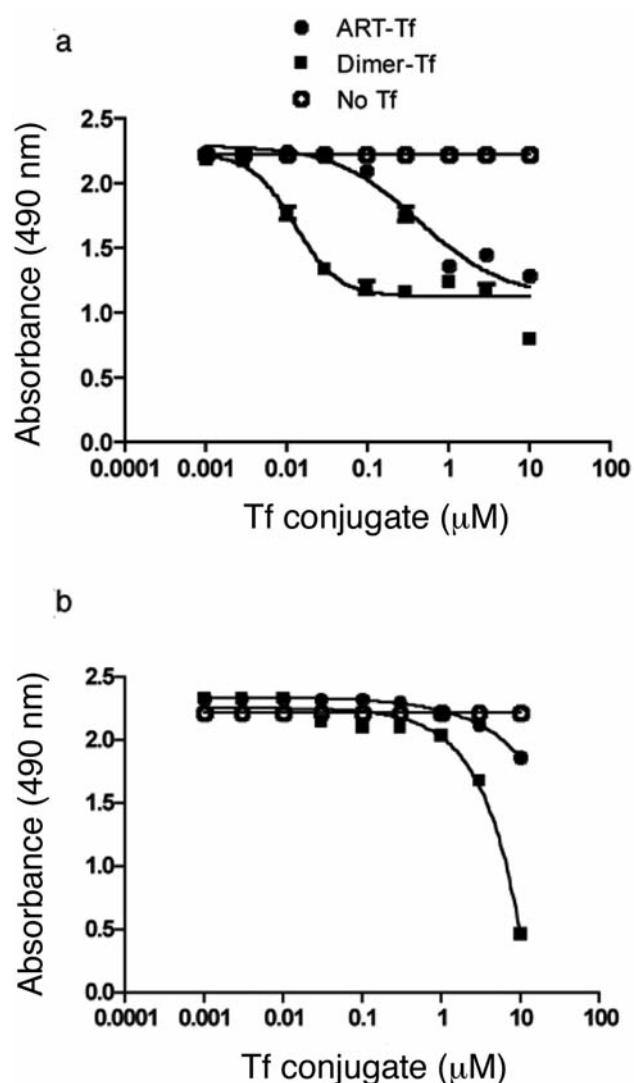 a
ART-Tf
Dimer-Tf
No Tf
2.5
2.0
1.5
1.0
0.5
0.0
Absorbance (490 nm)
0.0001 0.001 0.01 0.1 1 10 100
Tf conjugate (μM)
b
2.5
2.0
1.5
1.0
0.5
0.0
Absorbance (490 nm)
0.0001 0.001 0.01 0.1 1 10 100
Tf conjugate (μM)